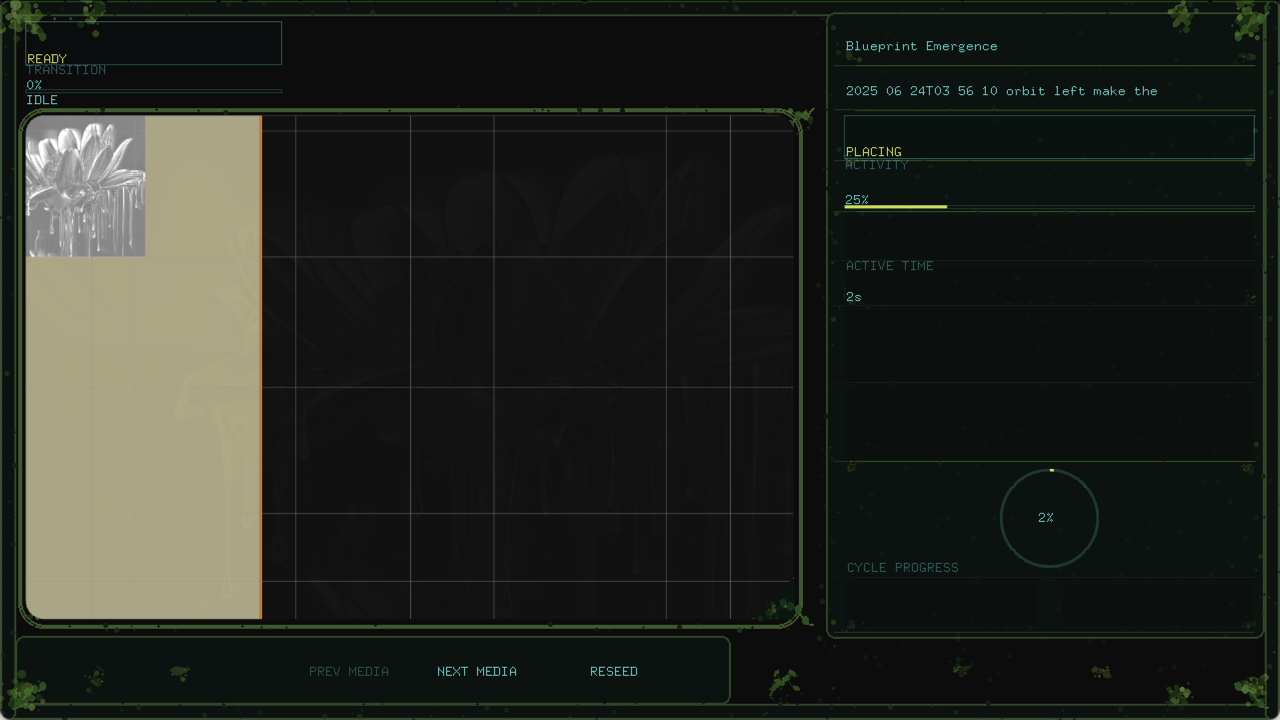 READY
TRANSITION
0%
IDLE
Blueprint Emergence
2025 06 24T03 56 10 orbit left make the
PLACING
ACTIVITY
25%
ACTIVE TIME
2s
2%
CYCLE PROGRESS
PREV MEDIA
NEXT MEDIA
RESEED